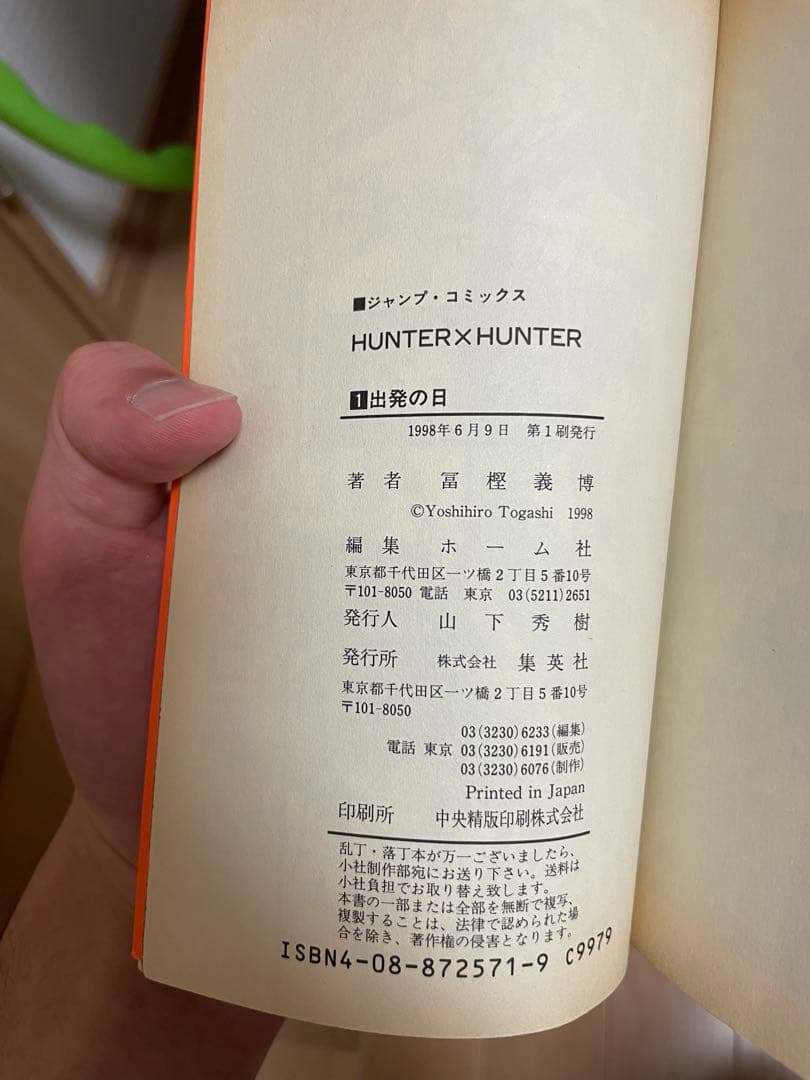 ■ジャンプ・コミックス
HUNTER×HUNTER
1出発の日
1998年6月9日 第1刷発行
著者 冨樫義博
©Yoshihiro Togashi 1998
編集 ホーム社
東京都千代田区一ツ橋2丁目5番10号
〒101-8050 電話 東京 03(5211)2651
発行人 山下秀樹
発行所 株式会社 集英社
東京都千代田区一ツ橋2丁目5番10号
〒101-8050
03(3230)6233(編集)
電話 東京 03(3230)6191(販売)
03(3230)6076(制作)
Printed in Japan
印刷所 中央精版印刷株式会社
乱丁・落丁本が万一ございましたら、
小社制作部宛にお送り下さい。送料は
小社負担でお取り替え致します。
本書の一部または全部を無断で複写、
複製することは、法律で認められた場
合を除き、著作権の侵害となります。
ISBN4-08-872571-9 C9979